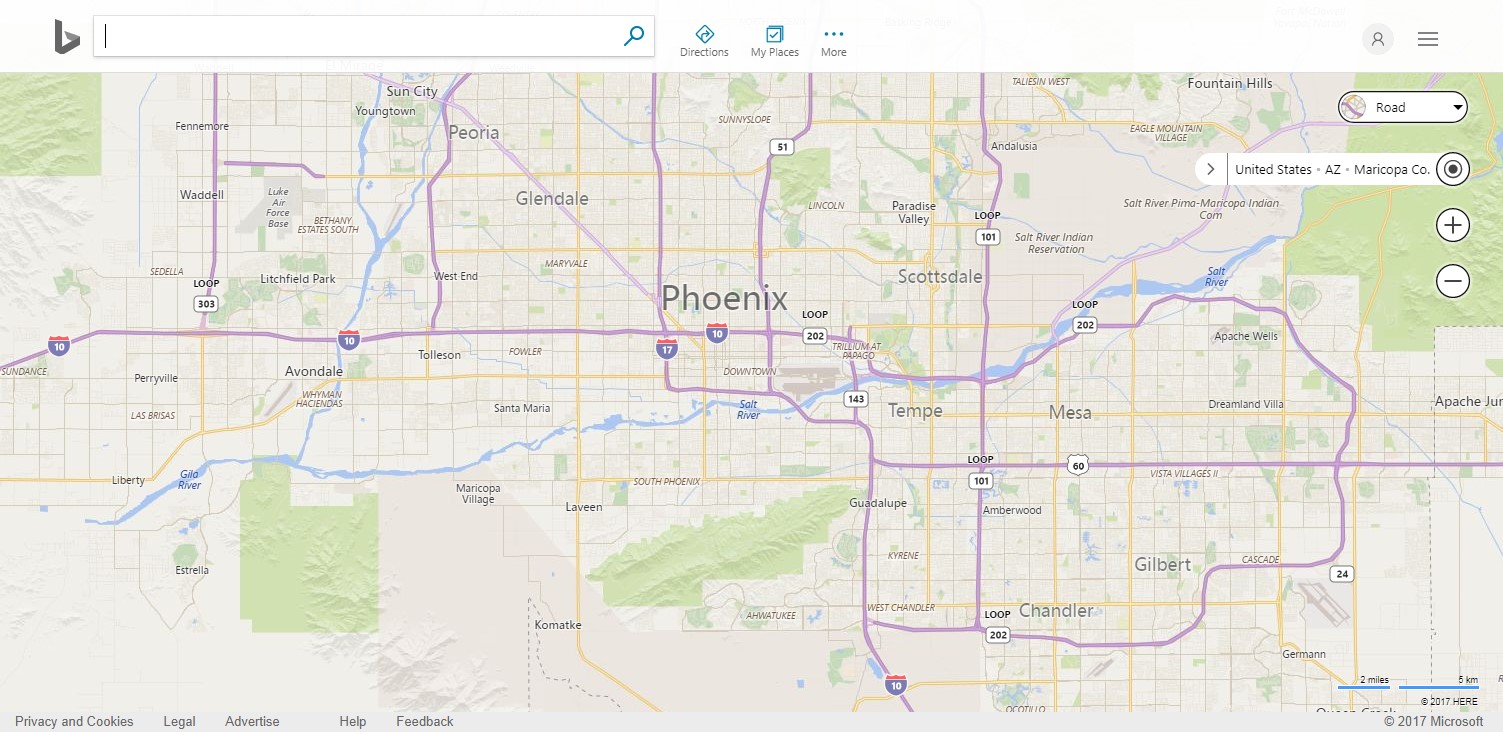 Directions
My Places
More
Road
United States • AZ • Maricopa Co.
Sun City
Youngtown
TALIESIN WEST
Fountain Hills
Fennemore
Peoria
SUNNYSLOPE
51
Andalusia
EAGLE MOUNTAIN
VILLAGE
Waddell
Luke
Air
Force
Base
BETHANY
ESTATES SOUTH
Glendale
LINCOLN
Paradise
Valley
LOOP
101
Salt River Pima-Maricopa Indian
Com
Salt River Indian
Reservation
SEDELLA
LOOP
303
Litchfield Park
West End
MARYVALE
Scottsdale
Salt
River
Phoenix
LOOP
202
LOOP
202
10
10
17
10
TRILLIUM AT
PAPAGO
Apache Wells
Tolleson
FOWLER
SUNDANCE
Perryville
Avondale
DOWNTOWN
WHYMAN
HACIENDAS
LAS BRISAS
Santa Maria
Salt
River
143
Tempe
Mesa
Dreamland Villa
Apache Jun
LOOP
101
60
VISTA VILLAGES II
Liberty
Gila
River
Maricopa
Village
SOUTH PHOENIX
Laveen
Guadalupe
Amberwood
Estrella
KYRENE
Gilbert
CASCADE
24
WEST CHANDLER
LOOP
202
Chandler
AHWATUKEE
Komatke
Germann
10
OCOTILLO
Queen Creek
2 miles
5 km
© 2017 HERE
Privacy and Cookies
Legal
Advertise
Help
Feedback
© 2017 Microsoft